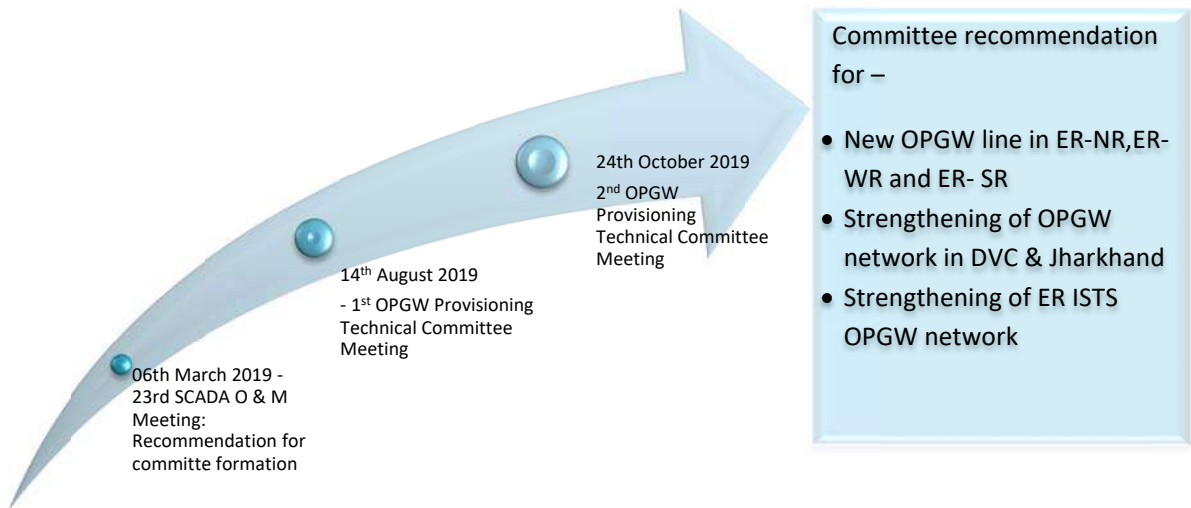 06th March 2019 -
23rd SCADA O & M
Meeting:
Recommendation for
committe formation
14th August 2019
- 1st OPGW Provisioning
Technical Committee
Meeting
24th October 2019
2nd OPGW
Provisioning
Technical Committee
Meeting
Committee recommendation
for –
• New OPGW line in ER-NR,ER-
WR and ER- SR
• Strengthening of OPGW
network in DVC & Jharkhand
• Strengthening of ER ISTS
OPGW network